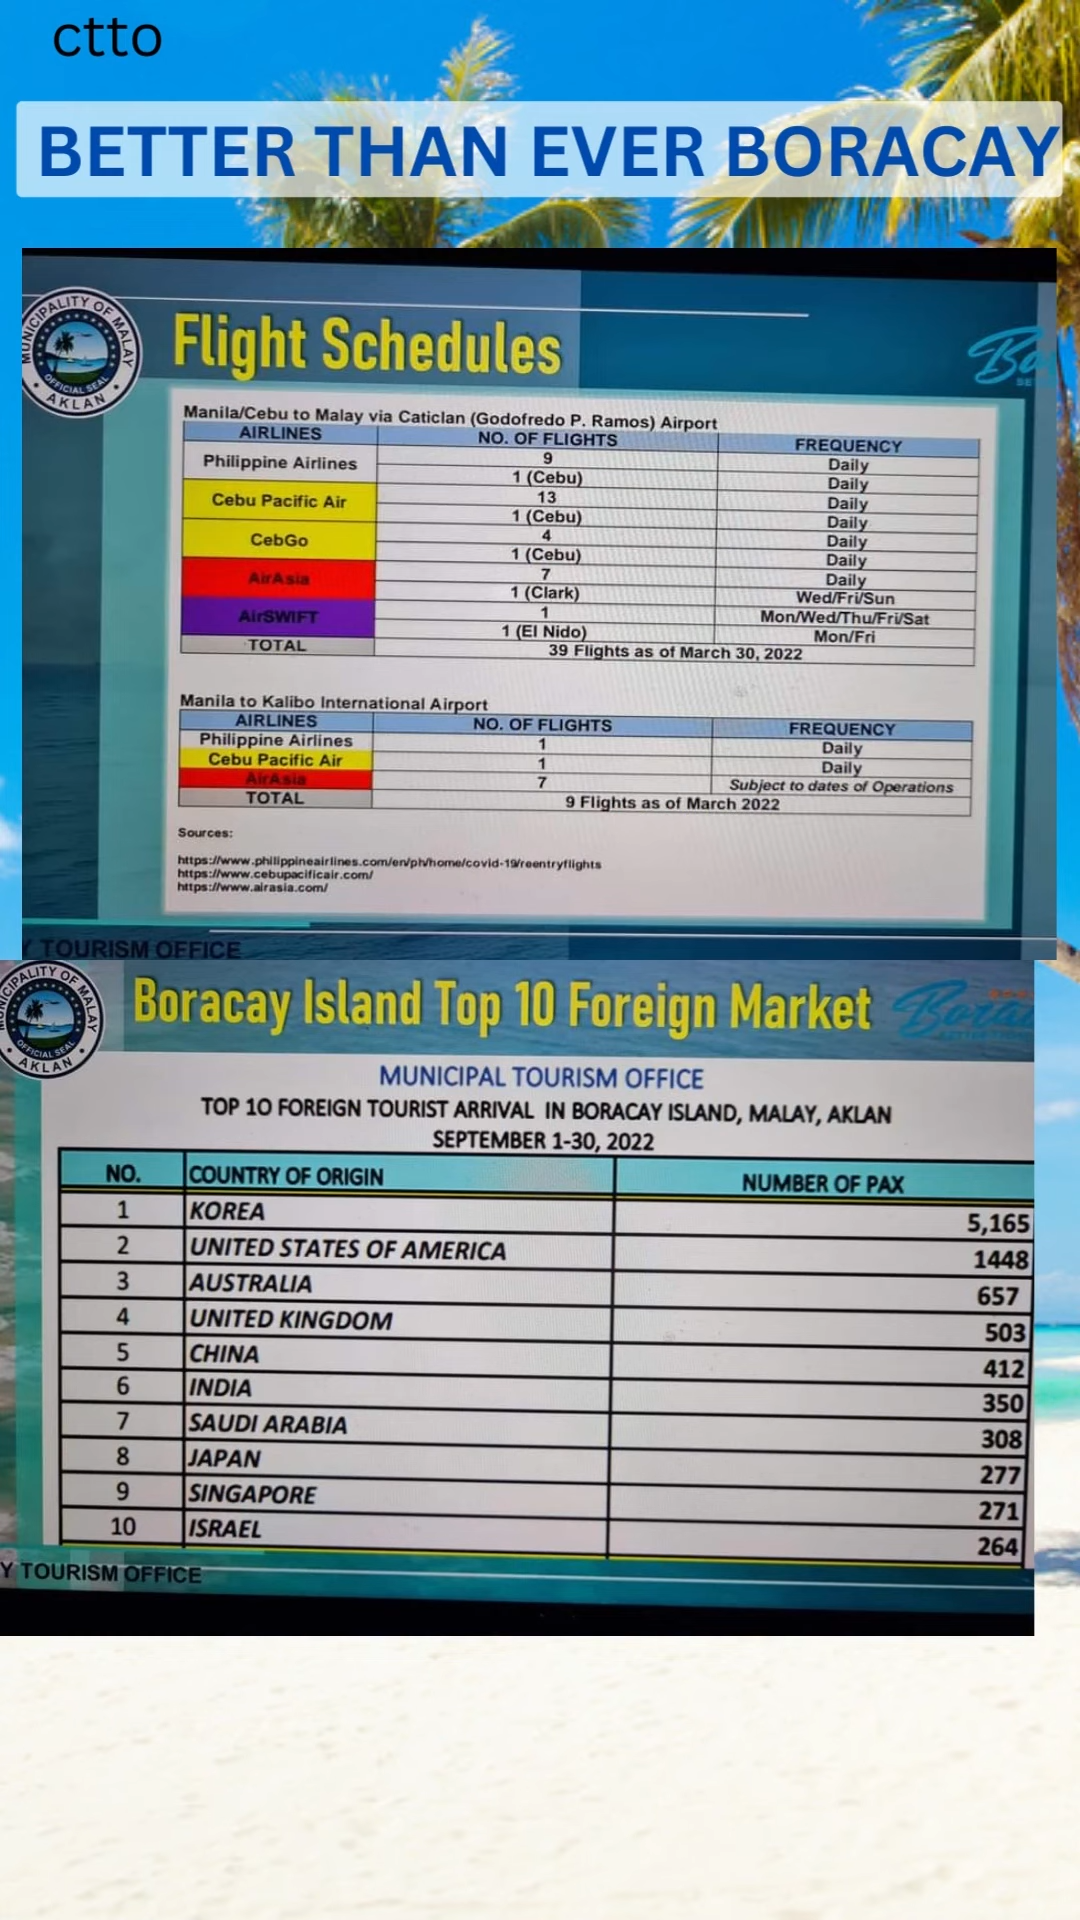 ctto
BETTER THAN EVER BORACAY
MUNICIPALITY OF MALAY
OFFICIAL SEAL
AKLAN
Flight Schedules
Manila/Cebu to Malay via Caticlan (Godofredo P. Ramos) Airport
AIRLINES NO. OF FLIGHTS FREQUENCY
Philippine Airlines 9 Daily
1 (Cebu) Daily
Cebu Pacific Air 13 Daily
1 (Cebu) Daily
CebGo 4 Daily
1 (Cebu) Daily
AirAsia 7 Daily
1 (Clark) Wed/Fri/Sun
AirSWIFT 1 Mon/Wed/Thu/Fri/Sat
1 (El Nido) Mon/Fri
TOTAL 39 Flights as of March 30, 2022
Manila to Kalibo International Airport
AIRLINES NO. OF FLIGHTS FREQUENCY
Philippine Airlines 1 Daily
Cebu Pacific Air 1 Daily
AirAsia 7 Subject to dates of Operations
TOTAL 9 Flights as of March 2022
Sources:
https://www.philippineairlines.com/en/ph/home/covid-19/reentryflights
https://www.cebupacificair.com/
https://www.airasia.com/
Y TOURISM OFFICE
NICIPALITY OF MALAY
OFFICIAL SEAL
AKLAN
Boracay Island Top 10 Foreign Market
MUNICIPAL TOURISM OFFICE
TOP 10 FOREIGN TOURIST ARRIVAL IN BORACAY ISLAND, MALAY, AKLAN
SEPTEMBER 1-30, 2022
NO. COUNTRY OF ORIGIN NUMBER OF PAX
1 KOREA 5,165
2 UNITED STATES OF AMERICA 1448
3 AUSTRALIA 657
4 UNITED KINGDOM 503
5 CHINA 412
6 INDIA 350
7 SAUDI ARABIA 308
8 JAPAN 277
9 SINGAPORE 271
10 ISRAEL 264
Y TOURISM OFFICE